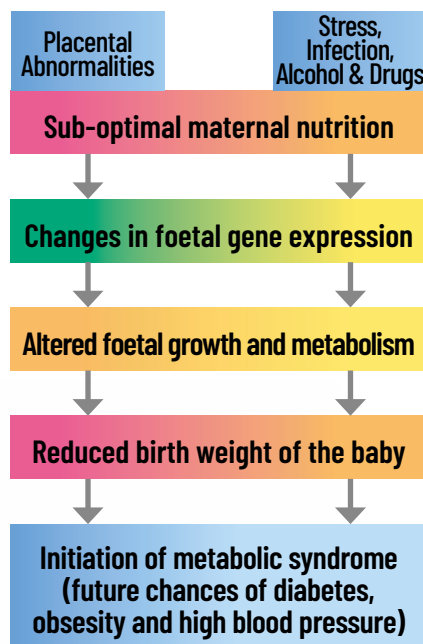 Placental
Abnormalities
Stress,
Infection,
Alcohol & Drugs
Sub-optimal maternal nutrition
Changes in foetal gene expression
Altered foetal growth and metabolism
Reduced birth weight of the baby
Initiation of metabolic syndrome
(future chances of diabetes,
obsesity and high blood pressure)